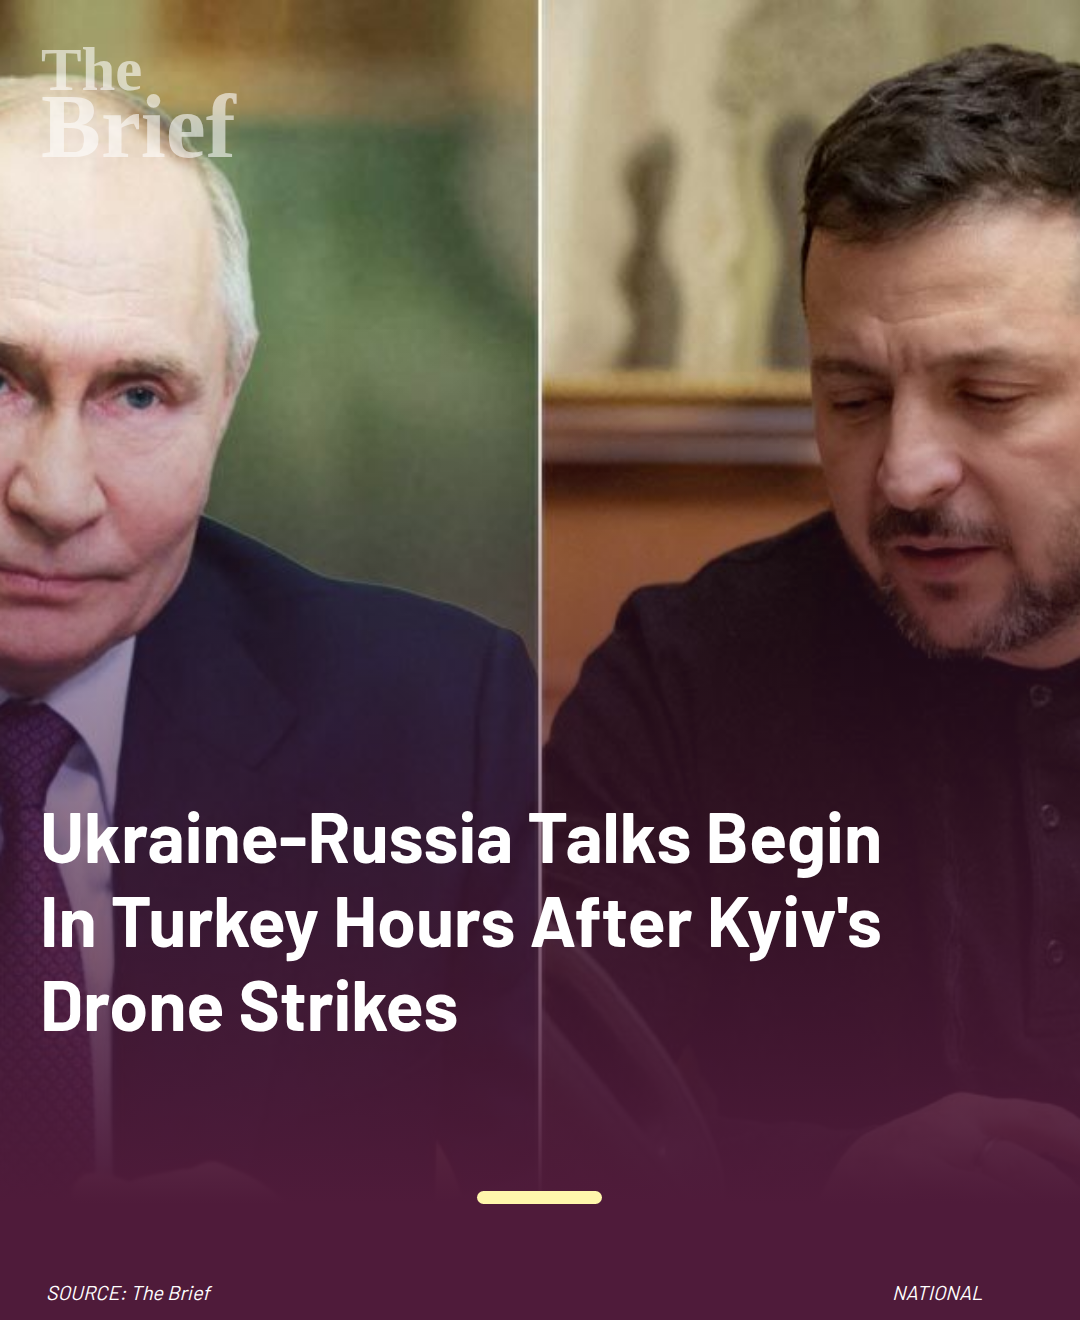 The
Brief
Ukraine-Russia Talks Begin
In Turkey Hours After Kyiv's
Drone Strikes
SOURCE: The Brief
NATIONAL